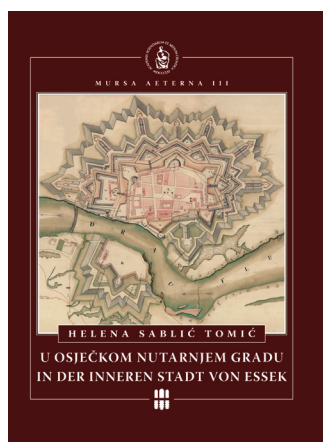 MURSA AETERNA III
HELENA SABLIĆ TOMIĆ
U OSJEČKOM NUTARNJEM GRADU
IN DER INNEREN STADT VON ESSEK